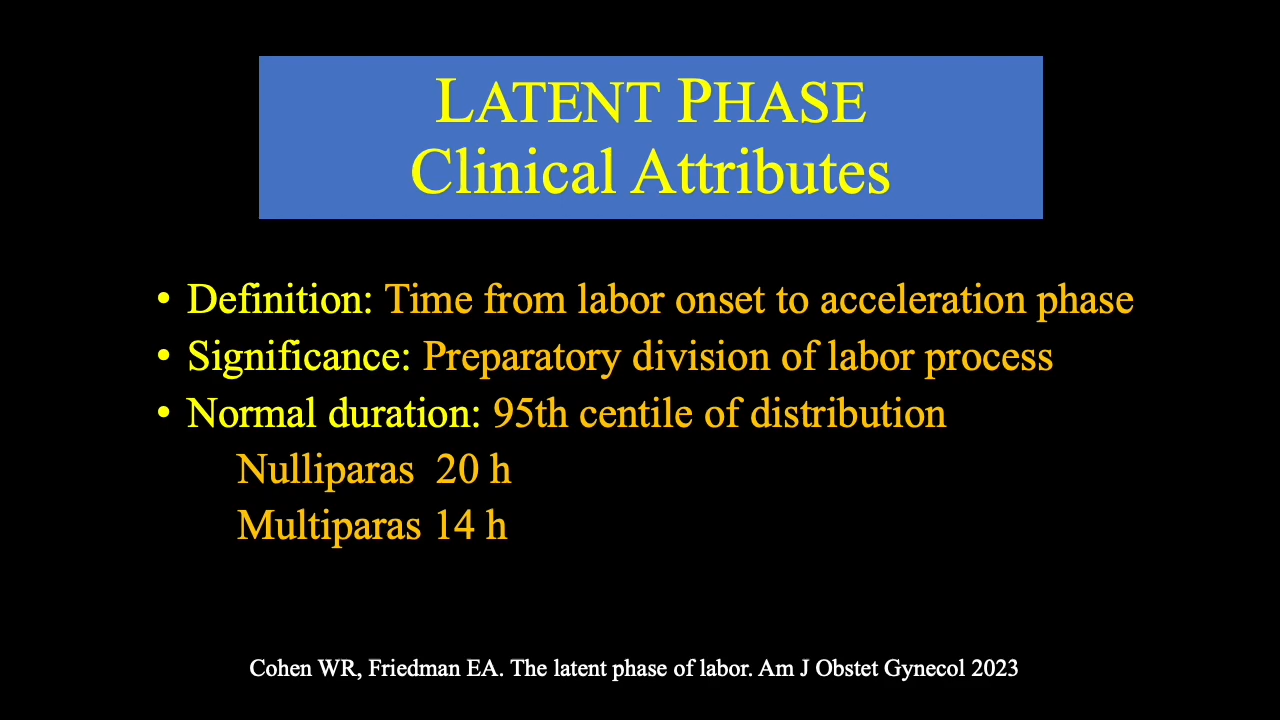 LATENT PHASE
Clinical Attributes
• Definition: Time from labor onset to acceleration phase
• Significance: Preparatory division of labor process
• Normal duration: 95th centile of distribution
Nulliparas 20 h
Multiparas 14 h
Cohen WR, Friedman EA. The latent phase of labor. Am J Obstet Gynecol 2023